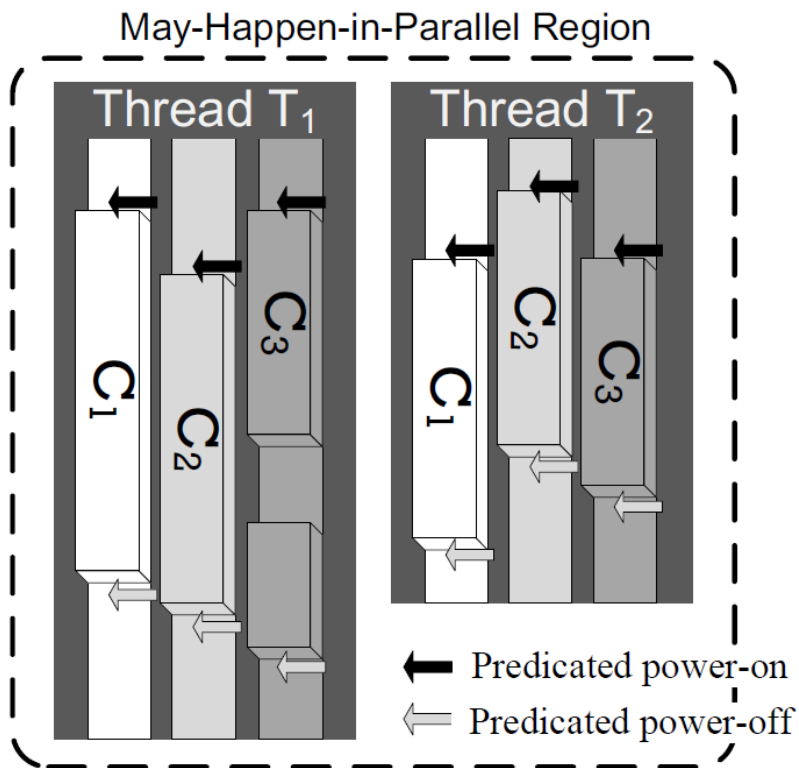 May-Happen-in-Parallel Region
Thread T₁
C₁
C₂
C₃
Thread T₂
C₁
C₂
C₃
Predicated power-on
Predicated power-off